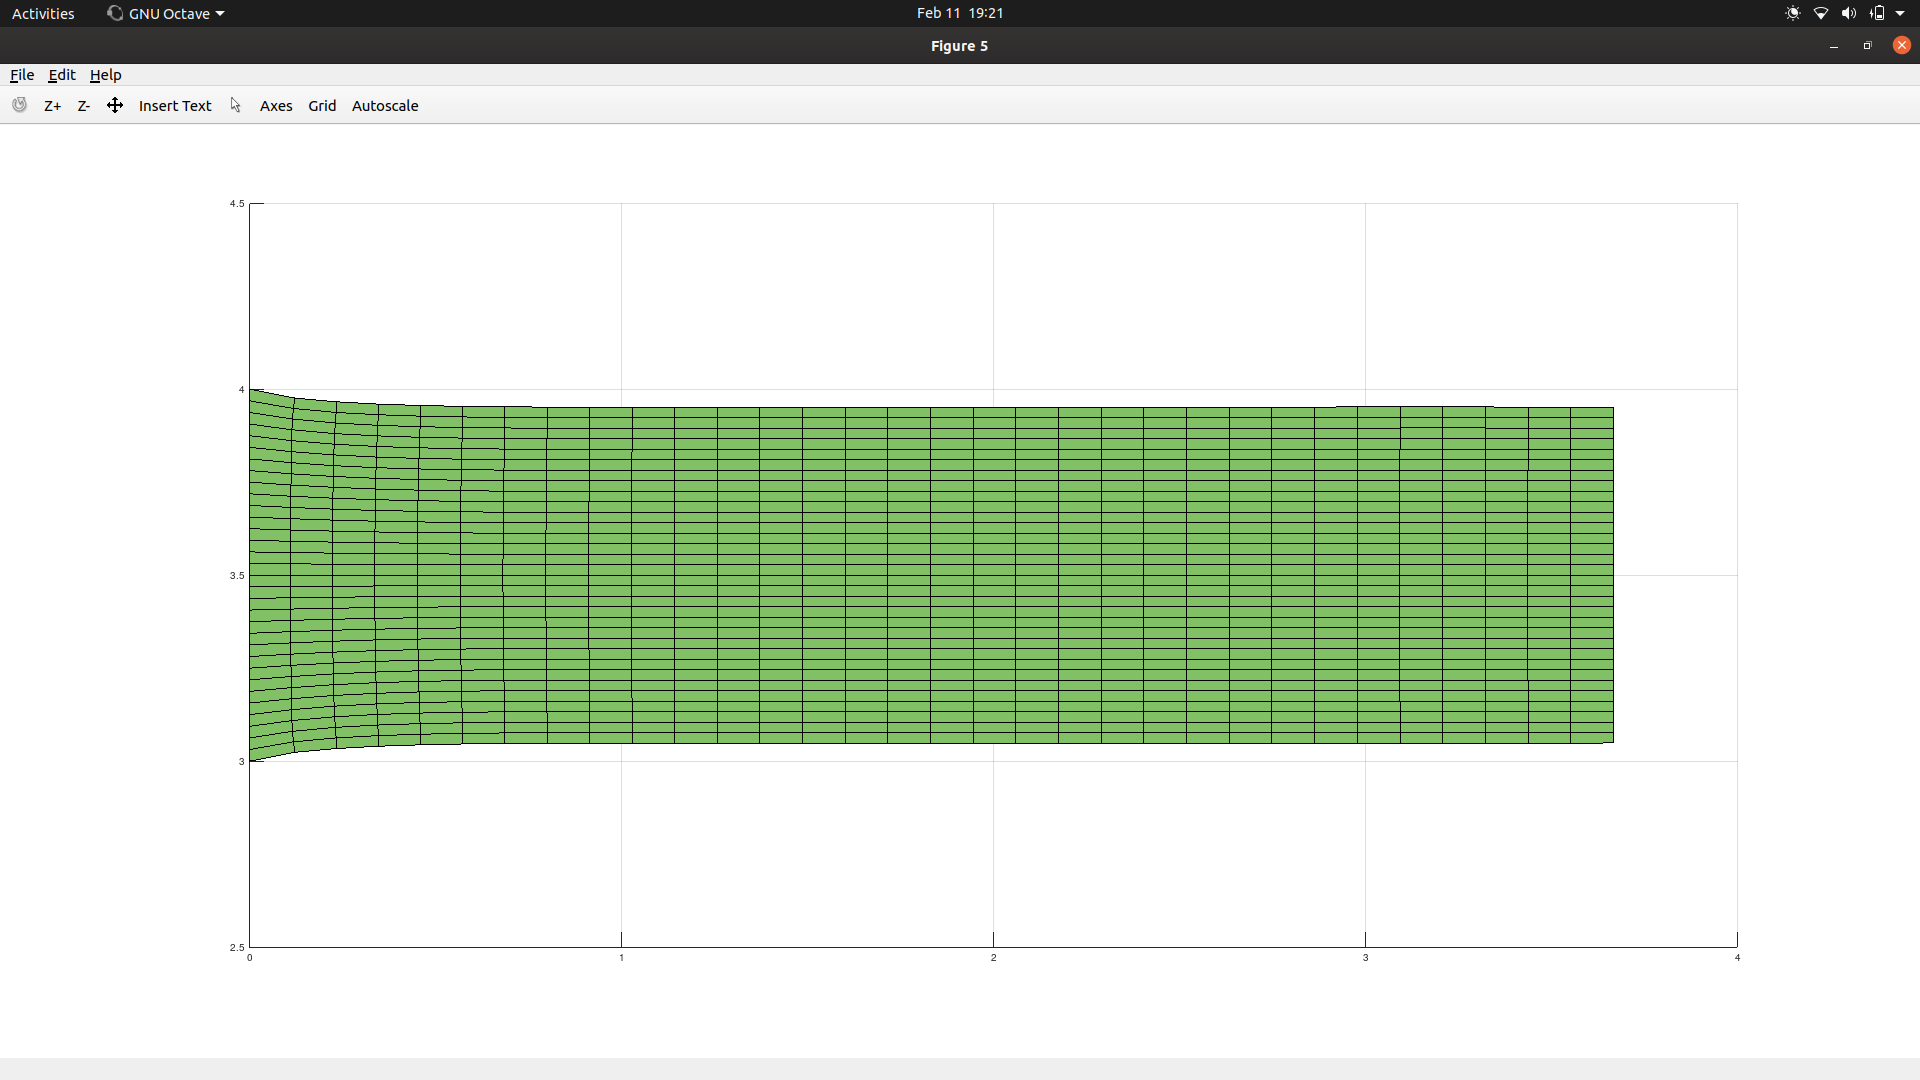 Activities GNU Octave Feb 11 19:21
Figure 5
File Edit Help
Z+ Z- Insert Text Axes Grid Autoscale
4.5
4
3.5
3
2.5
0 1 2 3 4